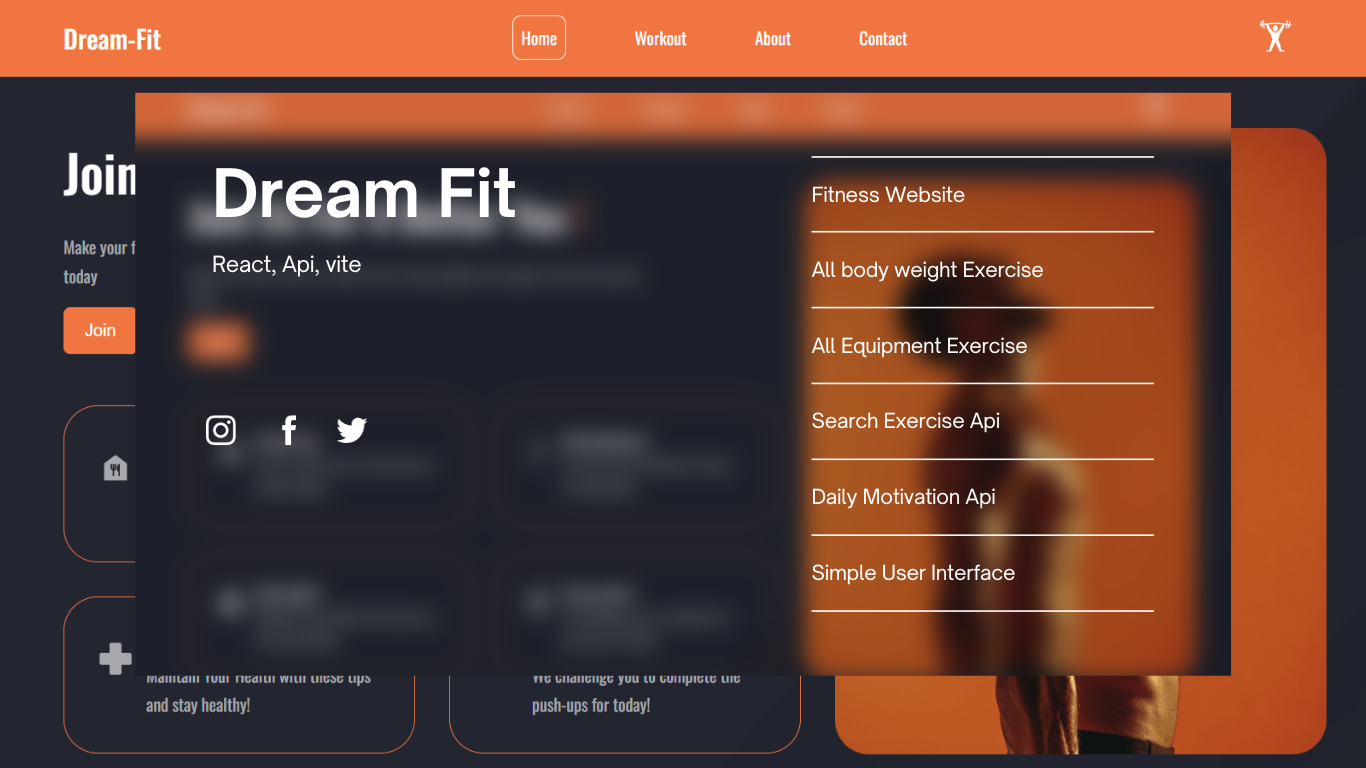 Dream-Fit
Home
Workout
About
Contact
Join
Make your f
today
Join
Dream Fit
React, Api, vite
Fitness Website
All body weight Exercise
All Equipment Exercise
Search Exercise Api
Daily Motivation Api
Simple User Interface
Maintain Your Health with these tips
and stay healthy!
We challenge you to complete the
push-ups for today!